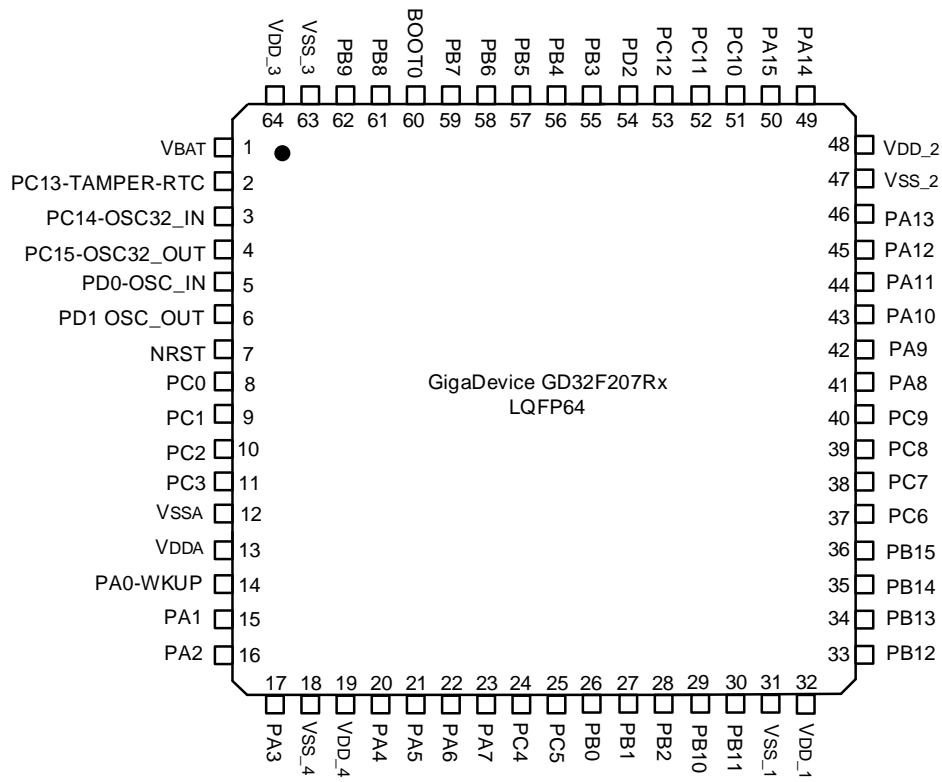 VDD_3
VSS_3
PB9
PB8
BOOT0
PB7
PB6
PB5
PB4
PB3
PD2
PC12
PC11
PC10
PA15
PA14
64 63 62 61 60 59 58 57 56 55 54 53 52 51 50 49
VBAT 1
PC13-TAMPER-RTC 2
PC14-OSC32_IN 3
PC15-OSC32_OUT 4
PD0-OSC_IN 5
PD1 OSC_OUT 6
NRST 7
PC0 8
PC1 9
PC2 10
PC3 11
VSSA 12
VDDA 13
PA0-WKUP 14
PA1 15
PA2 16
GigaDevice GD32F207Rx
LQFP64
48 VDD_2
47 VSS_2
46 PA13
45 PA12
44 PA11
43 PA10
42 PA9
41 PA8
40 PC9
39 PC8
38 PC7
37 PC6
36 PB15
35 PB14
34 PB13
33 PB12
17 18 19 20 21 22 23 24 25 26 27 28 29 30 31 32
PA3
VSS_4
VDD_4
PA4
PA5
PA6
PA7
PC4
PC5
PB0
PB1
PB2
PB10
PB11
VSS_1
VDD_1